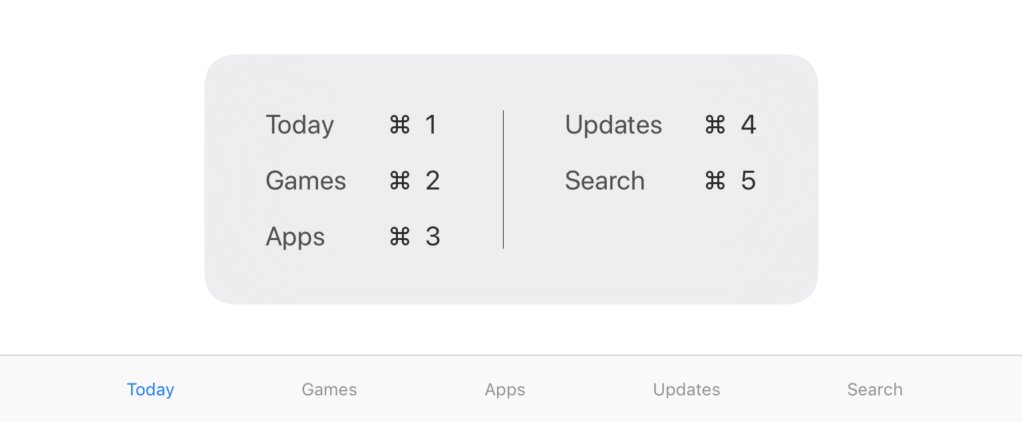 Today ⌘ 1
Games ⌘ 2
Apps ⌘ 3
Updates ⌘ 4
Search ⌘ 5
Today Games Apps Updates Search